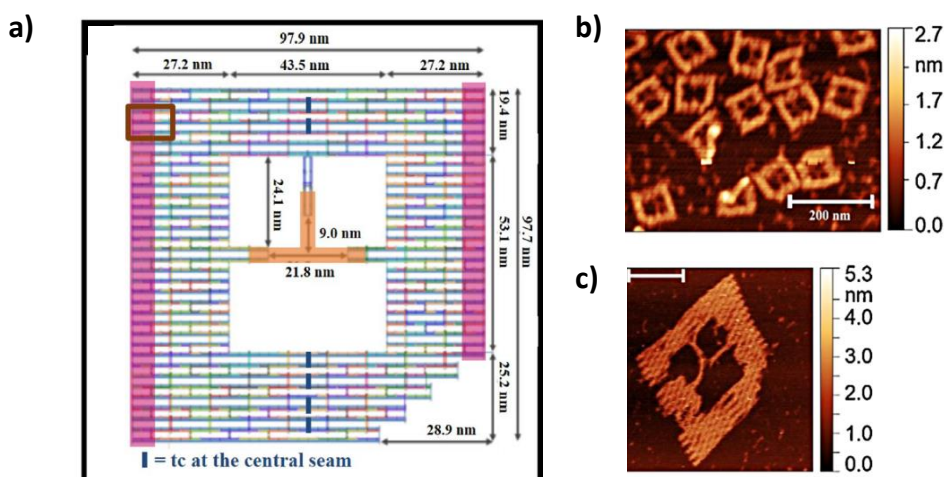 a)
97.9 nm
27.2 nm
43.5 nm
27.2 nm
19.4 nm
24.1 nm
9.0 nm
21.8 nm
53.1 nm
97.7 nm
25.2 nm
28.9 nm
= tc at the central seam
b)
2.7
nm
1.7
1.2
0.7
0.0
200 nm
c)
5.3
nm
4.0
3.0
2.0
1.0
0.0